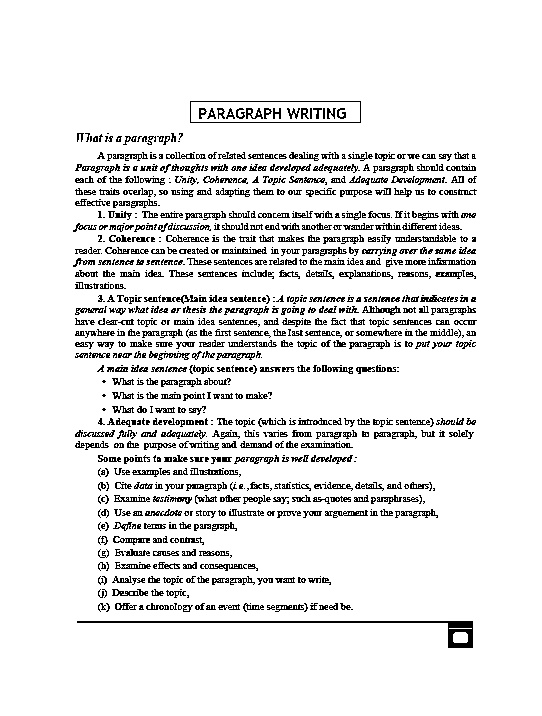 PARAGRAPH WRITING
What is a paragraph?
A paragraph is a collection of related sentences dealing with a single topic or we can say that a
Paragraph is a unit of thoughts with one idea developed adequately. A paragraph should contain
each of the following : Unity, Coherence, A Topic Sentence, and Adequate Development. All of
these traits overlap, so using and adapting them to our specific purpose will help us to construct
effective paragraphs.
1. Unity : The entire paragraph should concern itself with a single focus. If it begins with one
focus or major point of discussion, it should not end with another or wander within different ideas.
2. Coherence : Coherence is the trait that makes the paragraph easily understandable to a
reader. Coherence can be created or maintained in your paragraphs by carrying over the same idea
from sentence to sentence. These sentences are related to the main idea and give more information
about the main idea. These sentences include; facts, details, explanations, reasons, examples,
illustrations.
3. A Topic sentence(Main idea sentence) :.A topic sentence is a sentence that indicates in a
general way what idea or thesis the paragraph is going to deal with. Although not all paragraphs
have clear-cut topic or main idea sentences, and despite the fact that topic sentences can occur
anywhere in the paragraph (as the first sentence, the last sentence, or somewhere in the middle), an
easy way to make sure your reader understands the topic of the paragraph is to put your topic
sentence near the beginning of the paragraph.
A main idea sentence (topic sentence) answers the following questions:
• What is the paragraph about?
• What is the main point I want to make?
• What do I want to say?
4. Adequate development : The topic (which is introduced by the topic sentence) should be
discussed fully and adequately. Again, this varies from paragraph to paragraph, but it solely
depends on the purpose of writing and demand of the examination.
Some points to make sure your paragraph is well developed :
(a) Use examples and illustrations,
(b) Cite data in your paragraph (i.e.,facts, statistics, evidence, details, and others),
(c) Examine testimony (what other people say; such as-quotes and paraphrases),
(d) Use an anecdote or story to illustrate or prove your arguement in the paragraph,
(e) Define terms in the paragraph,
(f) Compare and contrast,
(g) Evaluate causes and reasons,
(h) Examine effects and consequences,
(i) Analyse the topic of the paragraph, you want to write,
(j) Describe the topic,
(k) Offer a chronology of an event (time segments) if need be.